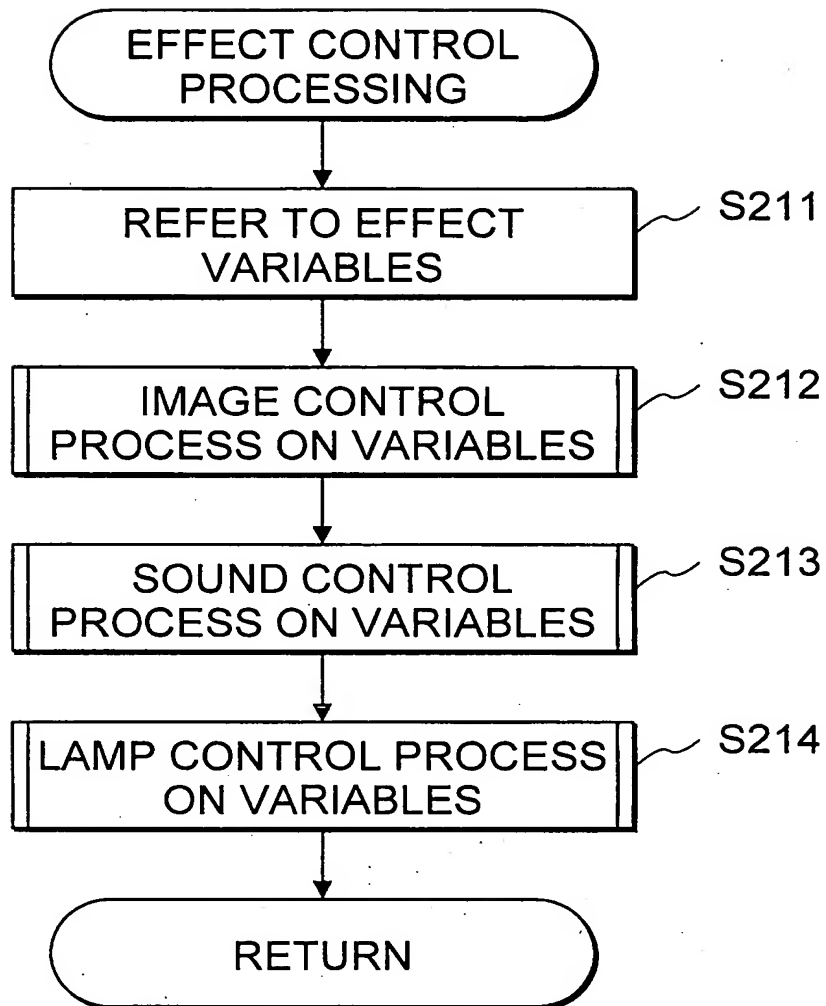 EFFECT CONTROL
PROCESSING
REFER TO EFFECT
VARIABLES
S211
IMAGE CONTROL
PROCESS ON VARIABLES
S212
SOUND CONTROL
PROCESS ON VARIABLES
S213
LAMP CONTROL PROCESS
ON VARIABLES
S214
RETURN